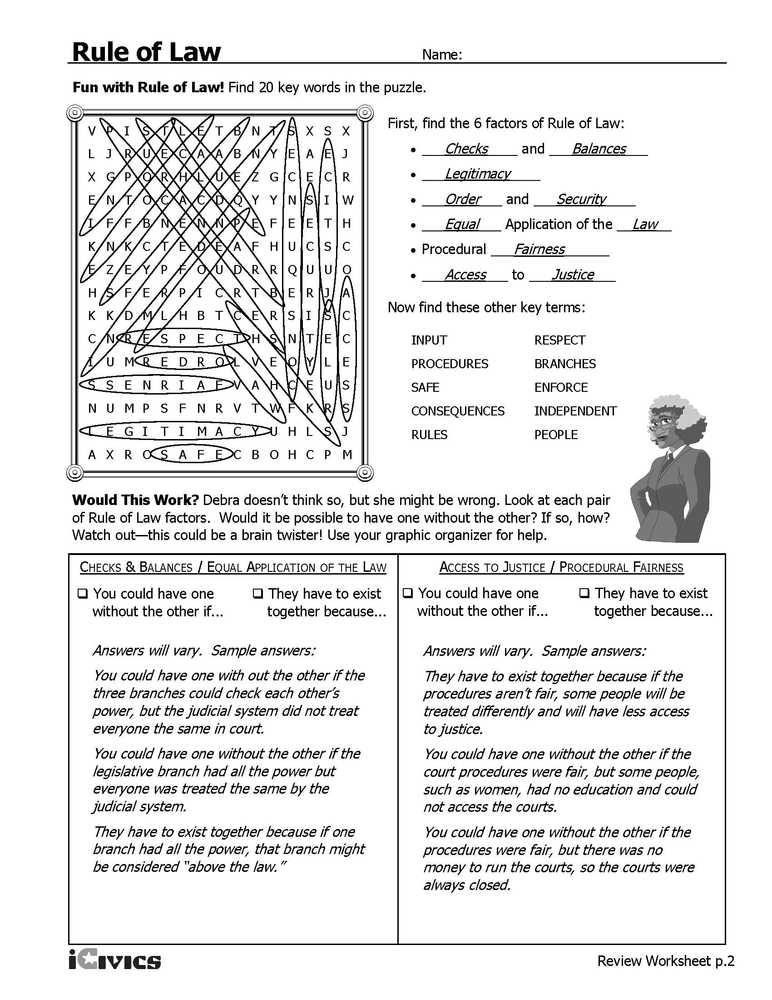 Rule of Law
Name:
Fun with Rule of Law! Find 20 key words in the puzzle.
V P I S T L E T B N T S X S X
L J R U E C A A B N Y E A E J
X G P O R H L U E Z G C E C R
E N T O C A C D Q Y Y N S I W
I F F B N E N N P E F E E T H
K N K C T E D E A F H U C S C
E Z E Y P F O U D R R Q U U O
H S F E R P I C R T B E R J A
K K D M L H B T C E R S I S C
C N R E S P E C T H S N T E C
I U M R E D R O L V E O Y L E
S S E N R I A F V A H C E U S
N U M P S F N R V T W F K R S
L E G I T I M A C Y U H L S J
A X R O S A F E C B O H C P M
First, find the 6 factors of Rule of Law:
• Checks and Balances
• Legitimacy
• Order and Security
• Equal Application of the Law
• Procedural Fairness
• Access to Justice
Now find these other key terms:
INPUT RESPECT
PROCEDURES BRANCHES
SAFE ENFORCE
CONSEQUENCES INDEPENDENT
RULES PEOPLE
Would This Work? Debra doesn't think so, but she might be wrong. Look at each pair
of Rule of Law factors.  Would it be possible to have one without the other? If so, how?
Watch out—this could be a brain twister! Use your graphic organizer for help.
CHECKS & BALANCES / EQUAL APPLICATION OF THE LAW
❑ You could have one ❑ They have to exist
without the other if... together because...
Answers will vary.  Sample answers:
You could have one with out the other if the
three branches could check each other's
power, but the judicial system did not treat
everyone the same in court.
You could have one without the other if the
legislative branch had all the power but
everyone was treated the same by the
judicial system.
They have to exist together because if one
branch had all the power, that branch might
be considered "above the law."
ACCESS TO JUSTICE / PROCEDURAL FAIRNESS
❑ You could have one ❑ They have to exist
without the other if... together because...
Answers will vary.  Sample answers:
They have to exist together because if the
procedures aren't fair, some people will be
treated differently and will have less access
to justice.
You could have one without the other if the
court procedures were fair, but some people,
such as women, had no education and could
not access the courts.
You could have one without the other if the
procedures were fair, but there was no
money to run the courts, so the courts were
always closed.
iCivics
Review Worksheet p.2